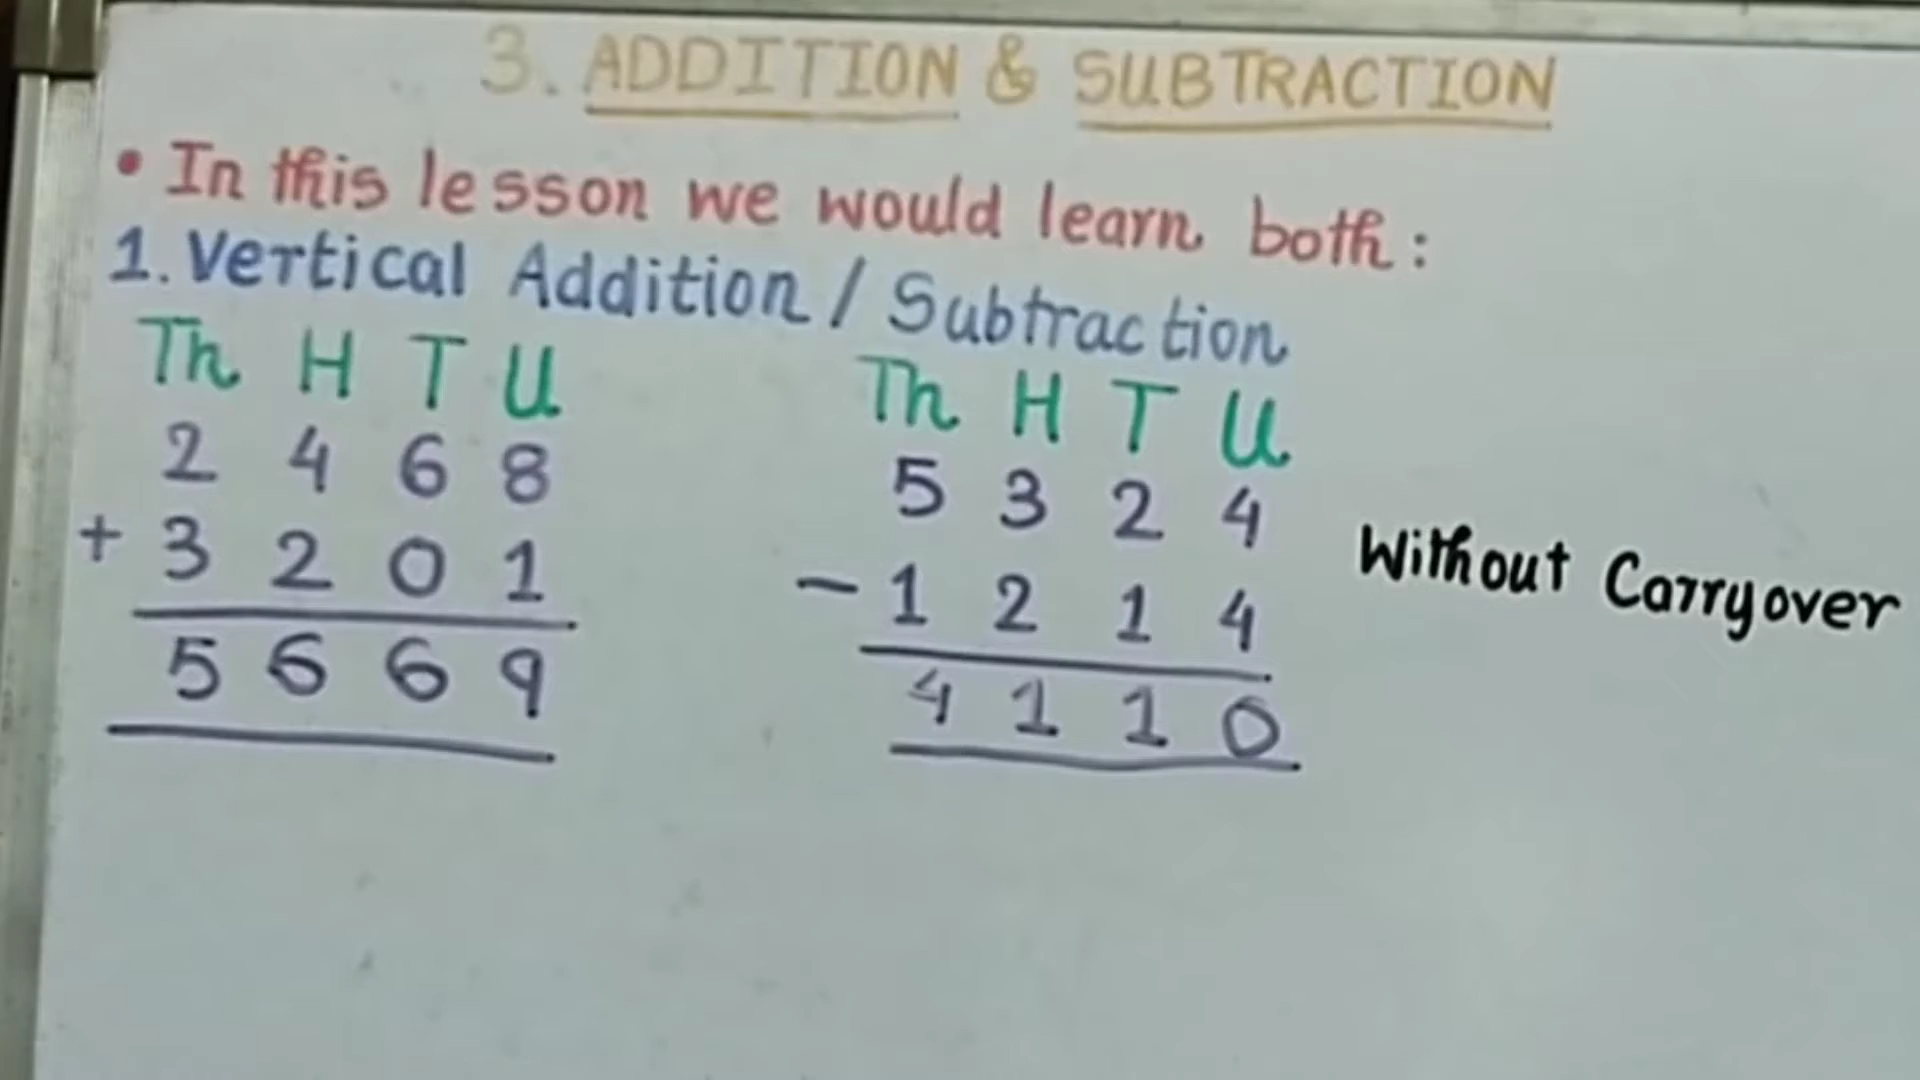 3. ADDITION & SUBTRACTION
• In this lesson we would learn both:
1. Vertical Addition / Subtraction
Th H T U
2 4 6 8
+ 3 2 0 1
5 6 6 9
Th H T U
5 3 2 4
- 1 2 1 4
4 1 1 0
Without Carryover